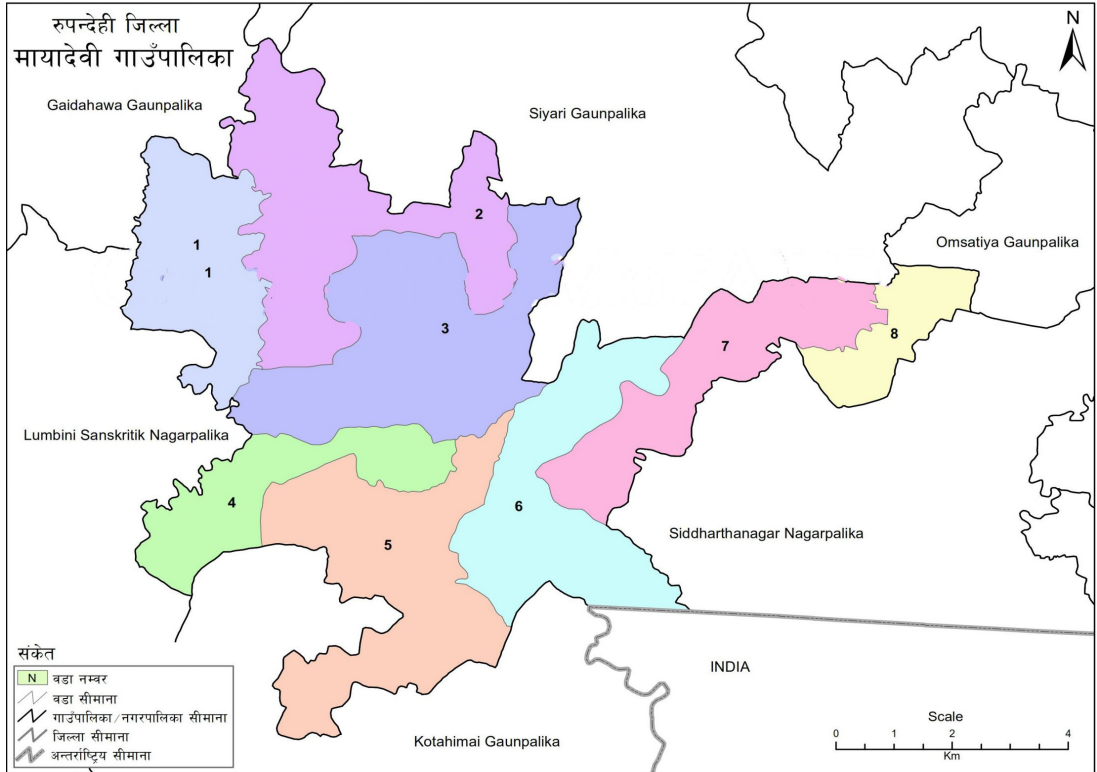 रुपन्देही जिल्ला
मायादेवी गाउँपालिका
N
Gaidahawa Gaunpalika
Siyari Gaunpalika
1
2
Omsatiya Gaunpalika
1
3
7
8
Lumbini Sanskritik Nagarpalika
4
6
Siddharthanagar Nagarpalika
5
INDIA
Kotahimai Gaunpalika
संकेत
N वडा नम्वर
वडा सीमाना
गाउँपालिका/नगरपालिका सीमाना
जिल्ला सीमाना
अन्तर्राष्ट्रिय सीमाना
Scale
0 1 2 4
Km